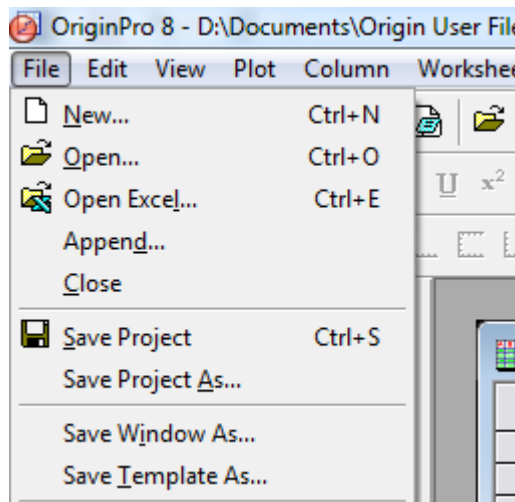 OriginPro 8 - D:\Documents\Origin User File
File Edit View Plot Column Workshee
New... Ctrl+N
Open... Ctrl+O
Open Excel... Ctrl+E
Append...
Close
Save Project Ctrl+S
Save Project As...
Save Window As...
Save Template As...
U x²